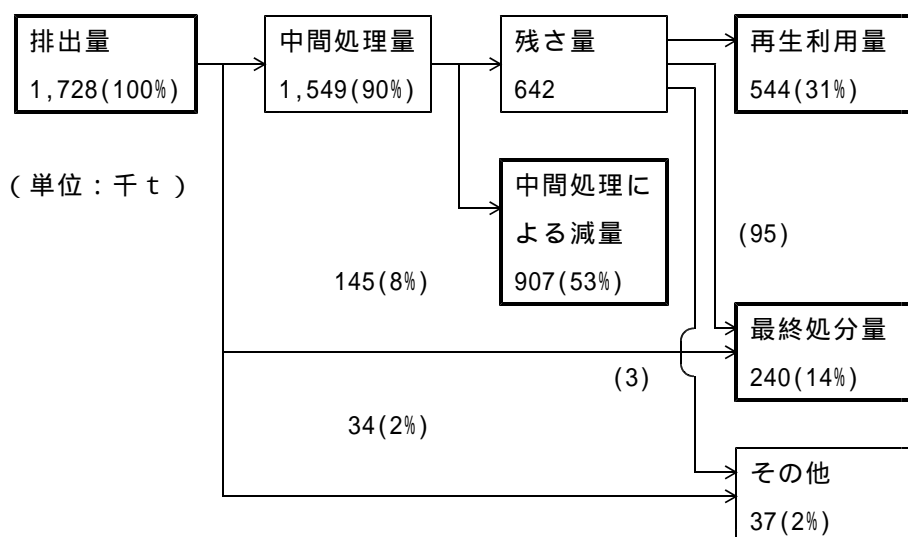 排出量
1,728(100%)
中間処理量
1,549(90%)
残さ量
642
再生利用量
544(31%)
(単位：千ｔ)
中間処理に
よる減量
907(53%)
(95)
145(8%)
最終処分量
240(14%)
(3)
34(2%)
その他
37(2%)